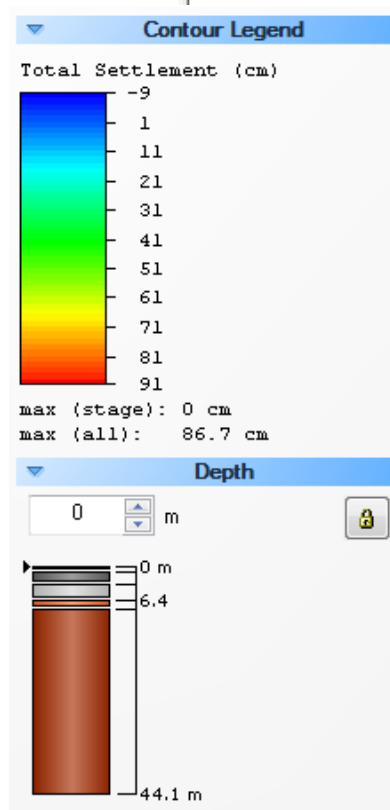 Contour Legend
Total Settlement (cm)
-9
1
11
21
31
41
51
61
71
81
91
max (stage): 0 cm
max (all): 86.7 cm
Depth
0 m
0 m
6.4
44.1 m